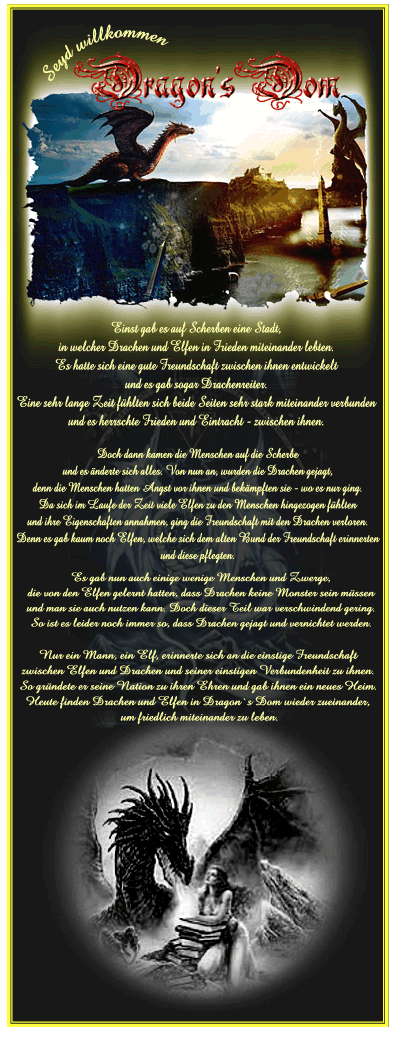 Seyd willkommen
Dragon's Dom
Einst gab es auf Scherben eine Stadt,
in welcher Drachen und Elfen in Frieden miteinander lebten.
Es hatte sich eine gute Freundschaft zwischen ihnen entwickelt
und es gab sogar Drachenreiter.
Eine sehr lange Zeit fühlten sich beide Seiten sehr stark miteinander verbunden
und es herrschte Frieden und Eintracht - zwischen ihnen.
Doch dann kamen die Menschen auf die Scherbe
und es änderte sich alles. Von nun an, wurden die Drachen gejagt,
denn die Menschen hatten Angst vor ihnen und bekämpften sie - wo es nur ging.
Da sich im Laufe der Zeit viele Elfen zu den Menschen hingezogen fühlten
und ihre Eigenschaften annahmen, ging die Freundschaft mit den Drachen verloren.
Denn es gab kaum noch Elfen, welche sich dem alten Bund der Freundschaft erinnerten
und diese pflegten.
Es gab nun auch einige wenige Menschen und Zwerge,
die von den Elfen gelernt hatten, dass Drachen keine Monster sein müssen
und man sie auch nutzen kann. Doch dieser Teil war verschwindend gering.
So ist es leider noch immer so, dass Drachen gejagt und vernichtet werden.
Nur ein Mann, ein Elf, erinnerte sich an die einstige Freundschaft
zwischen Elfen und Drachen und seiner einstigen Verbundenheit zu ihnen.
So gründete er seine Nation zu ihren Ehren und gab ihnen ein neues Heim.
Heute finden Drachen und Elfen in Dragon`s Dom wieder zueinander,
um friedlich miteinander zu leben.